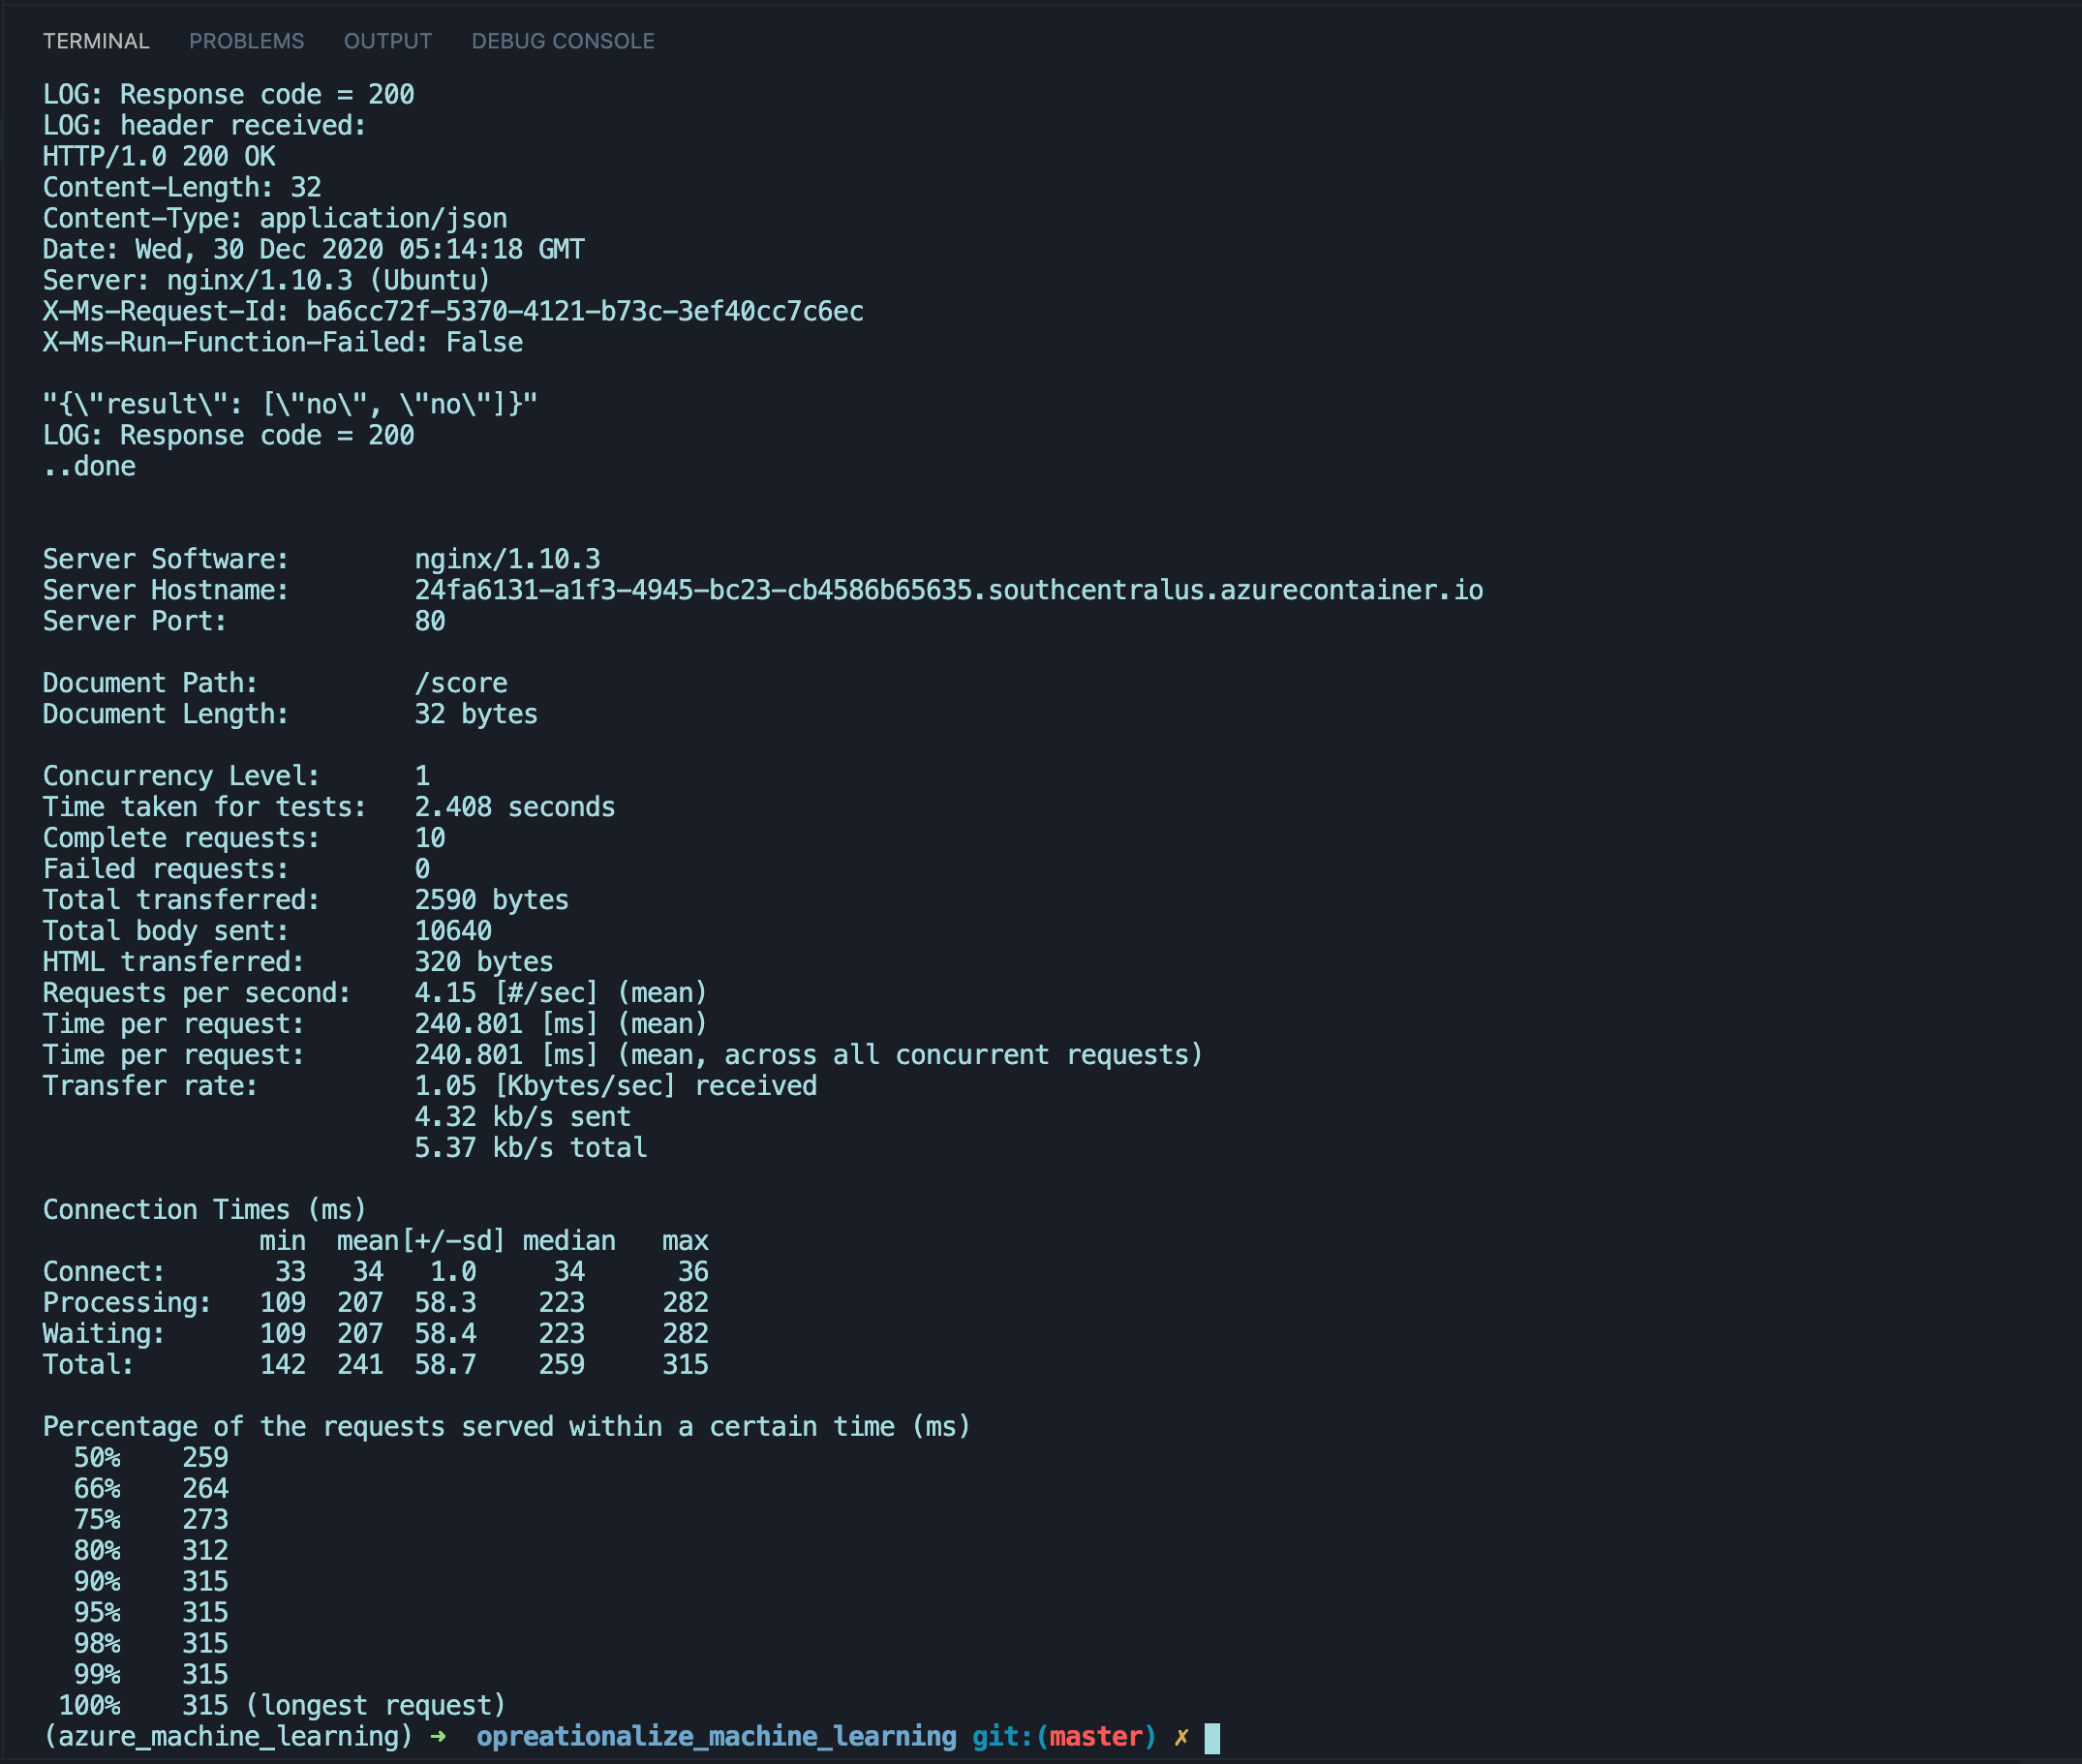 TERMINAL PROBLEMS OUTPUT DEBUG CONSOLE
LOG: Response code = 200
LOG: header received:
HTTP/1.0 200 OK
Content-Length: 32
Content-Type: application/json
Date: Wed, 30 Dec 2020 05:14:18 GMT
Server: nginx/1.10.3 (Ubuntu)
X-Ms-Request-Id: ba6cc72f-5370-4121-b73c-3ef40cc7c6ec
X-Ms-Run-Function-Failed: False
"{\"result\": [\"no\", \"no\"]}"
LOG: Response code = 200
..done
Server Software:        nginx/1.10.3
Server Hostname:        24fa6131-a1f3-4945-bc23-cb4586b65635.southcentralus.azurecontainer.io
Server Port:            80
Document Path:          /score
Document Length:        32 bytes
Concurrency Level:      1
Time taken for tests:   2.408 seconds
Complete requests:      10
Failed requests:        0
Total transferred:      2590 bytes
Total body sent:        10640
HTML transferred:       320 bytes
Requests per second:    4.15 [#/sec] (mean)
Time per request:       240.801 [ms] (mean)
Time per request:       240.801 [ms] (mean, across all concurrent requests)
Transfer rate:          1.05 [Kbytes/sec] received
                        4.32 kb/s sent
                        5.37 kb/s total
Connection Times (ms)
              min  mean[+/-sd] median   max
Connect:       33   34   1.0     34      36
Processing:   109  207  58.3    223     282
Waiting:      109  207  58.4    223     282
Total:        142  241  58.7    259     315
Percentage of the requests served within a certain time (ms)
  50%    259
  66%    264
  75%    273
  80%    312
  90%    315
  95%    315
  98%    315
  99%    315
 100%    315 (longest request)
(azure_machine_learning) ➜  opreationalize_machine_learning git:(master) ✗